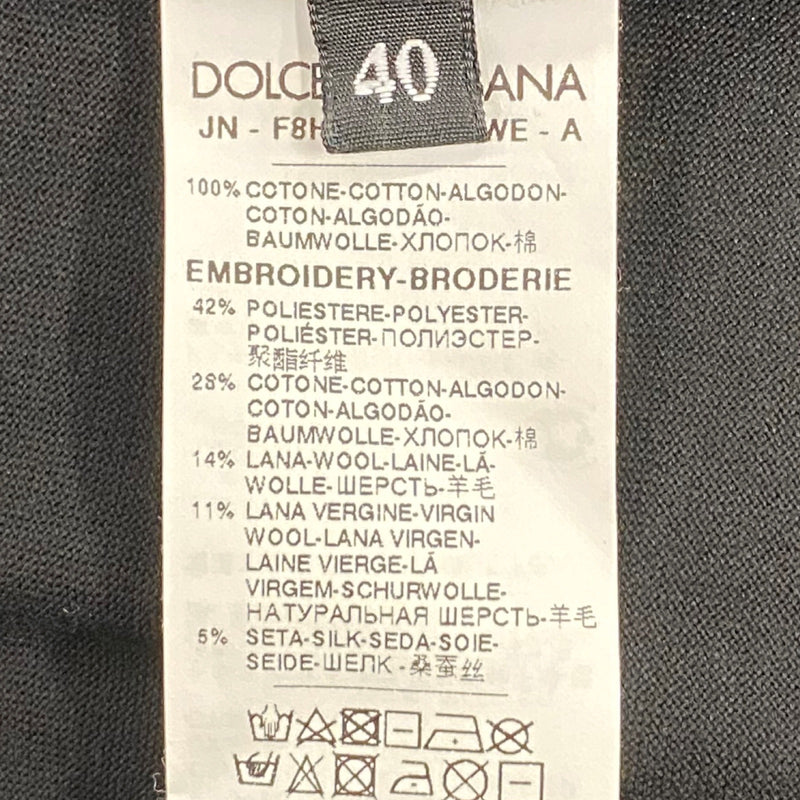 40
DOLCE ANA
JN - F8H WE - A
100% COTONE-COTTON-ALGODON-
COTON-ALGODÃO-
BAUMWOLLE-ХЛОПОК-棉
EMBROIDERY-BRODERIE
42% POLIESTERE-POLYESTER-
POLIÉSTER-ПОЛИЭСТЕР-
聚酯纤维
28% COTONE-COTTON-ALGODON-
COTON-ALGODÃO-
BAUMWOLLE-ХЛОПОК-棉
14% LANA-WOOL-LAINE-LÃ-
WOLLE-ШЕРСТЬ-羊毛
11% LANA VERGINE-VIRGIN
WOOL-LANA VIRGEN-
LAINE VIERGE-LÃ
VIRGEM-SCHURWOLLE-
НАТУРАЛЬНАЯ ШЕРСТЬ-羊毛
5% SETA-SILK-SEDA-SOIE-
SEIDE-ШЕЛК-桑蚕丝